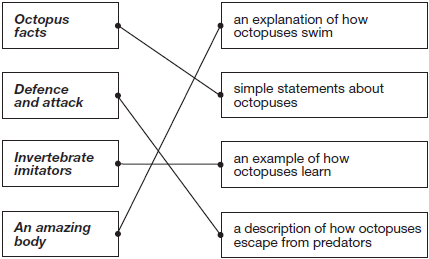 Octopus
facts
an explanation of how
octopuses swim
Defence
and attack
simple statements about
octopuses
Invertebrate
imitators
an example of how
octopuses learn
An amazing
body
a description of how octopuses
escape from predators